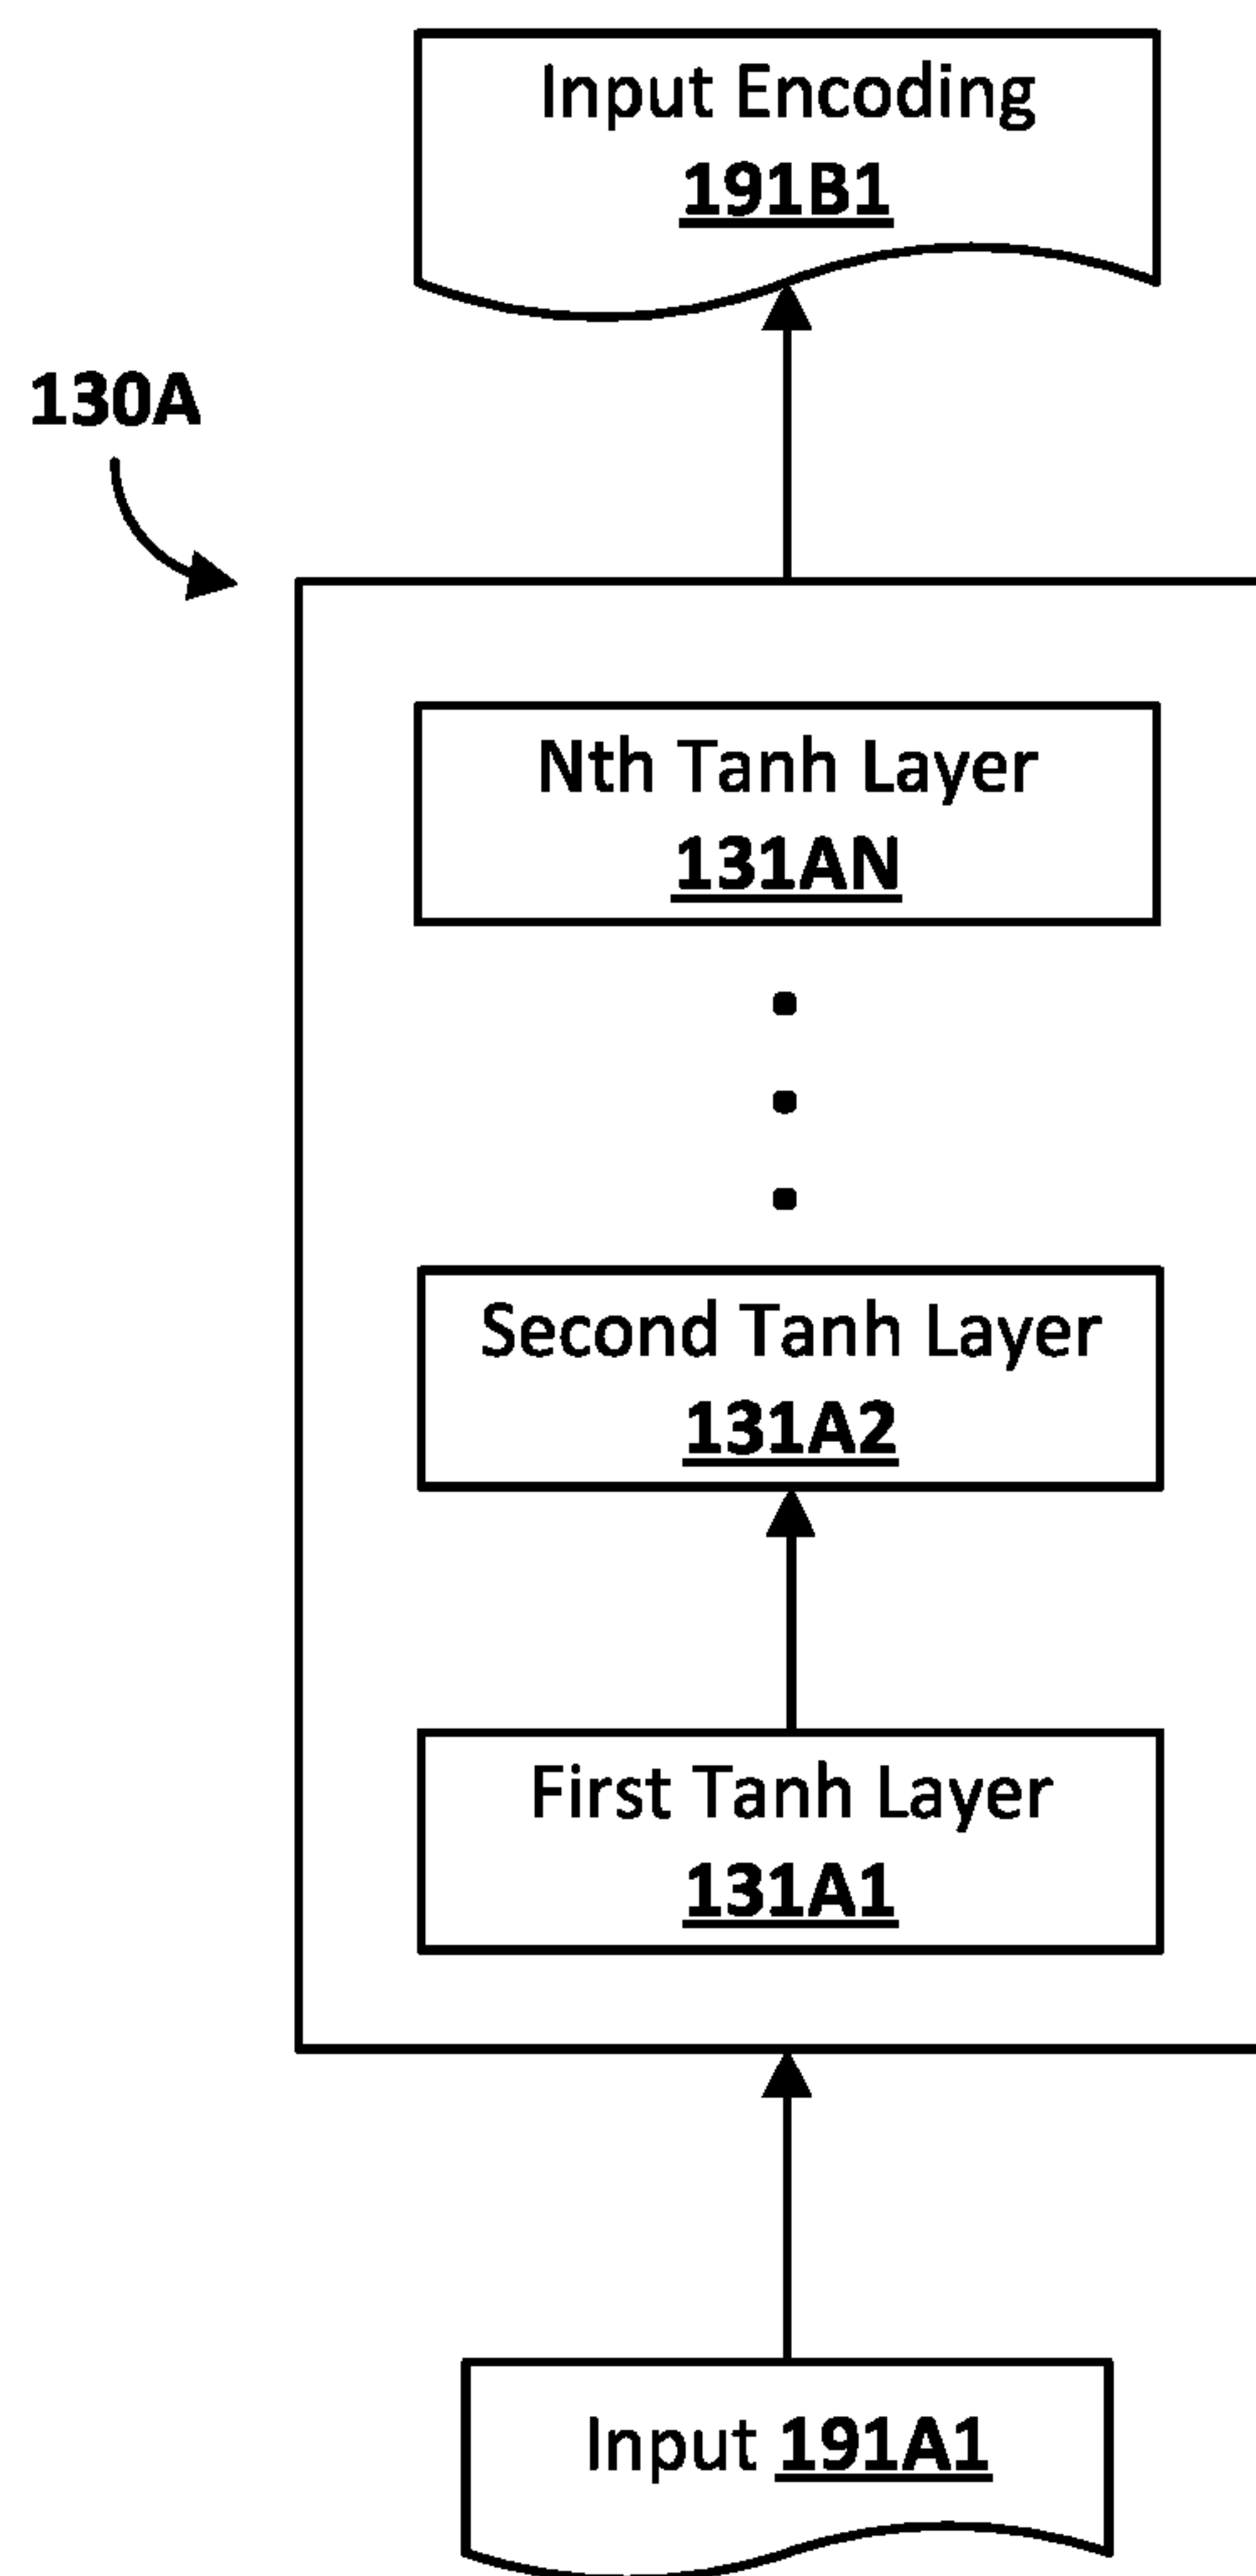 Input Encoding
191B1
130A
Nth Tanh Layer
131AN
Second Tanh Layer
131A2
First Tanh Layer
131A1
Input 191A1